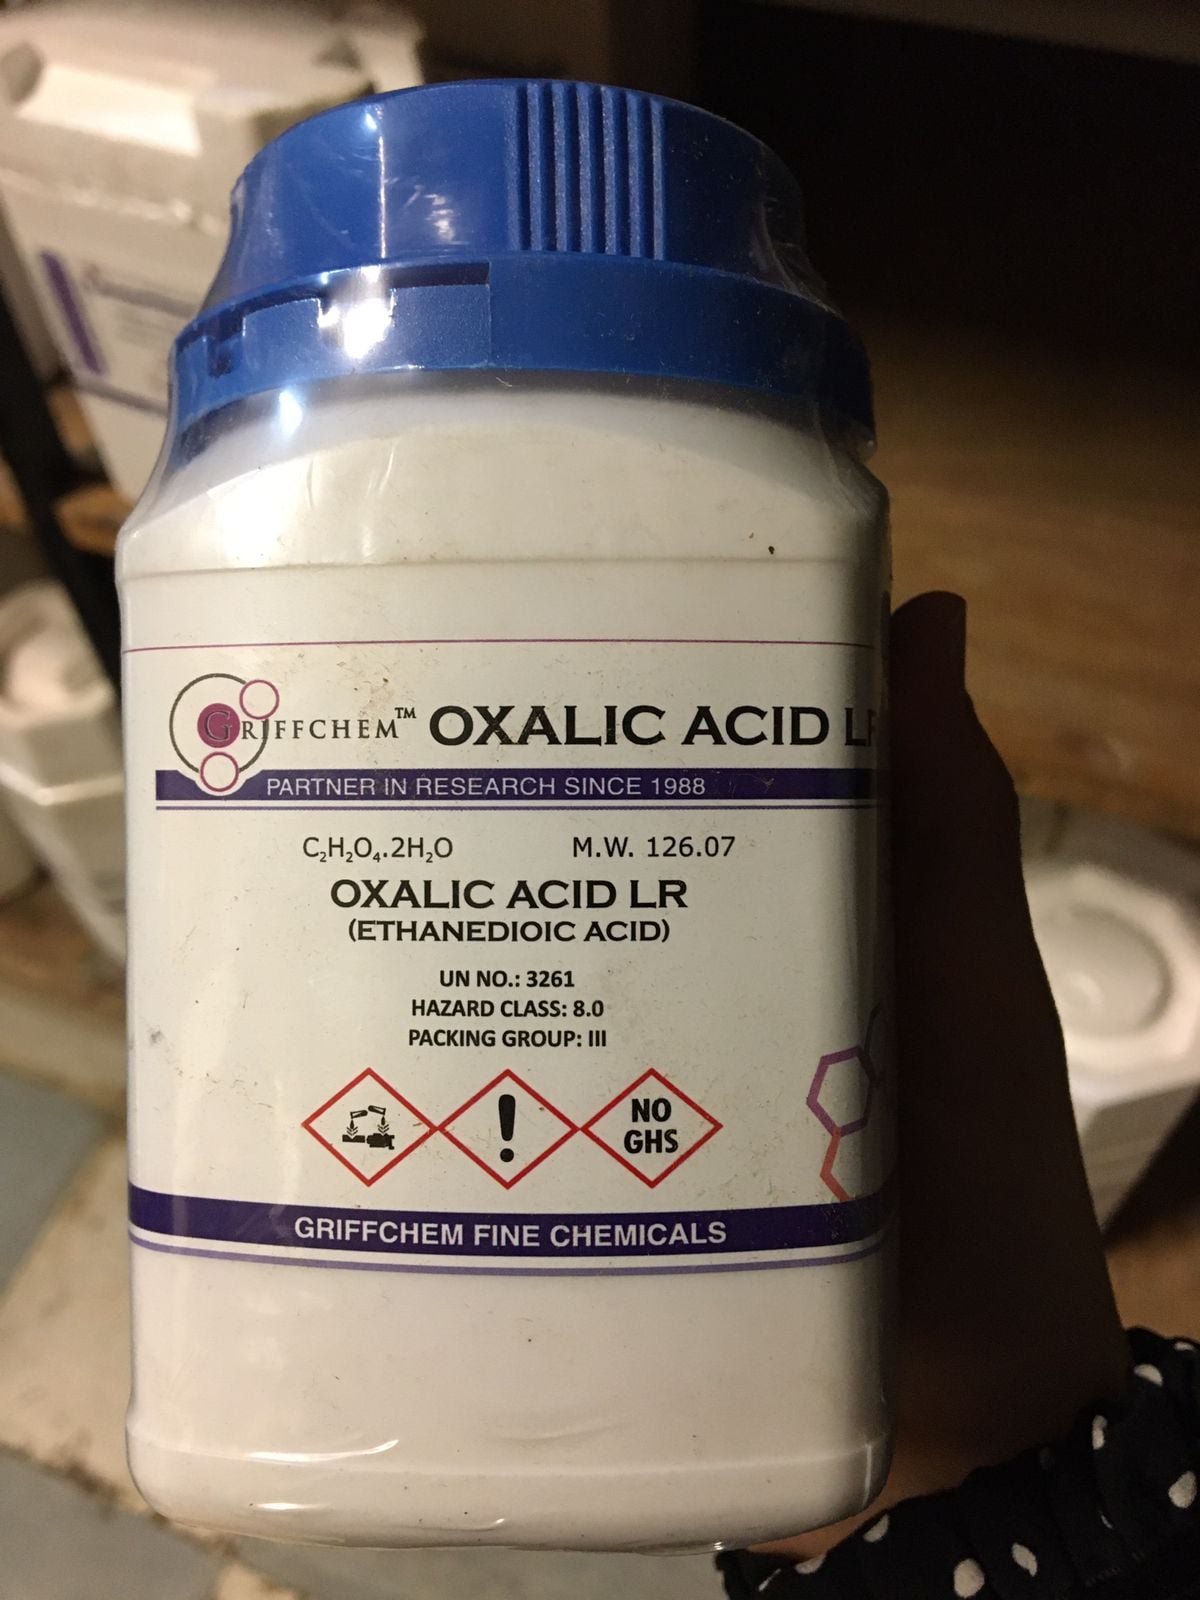 GRIFFCHEM™ OXALIC ACID
PARTNER IN RESEARCH SINCE 1988
C₂H₂O₄.2H₂O M.W. 126.07
OXALIC ACID LR
(ETHANEDIOIC ACID)
UN NO.: 3261
HAZARD CLASS: 8.0
PACKING GROUP: III
NO
GHS
GRIFFCHEM FINE CHEMICALS